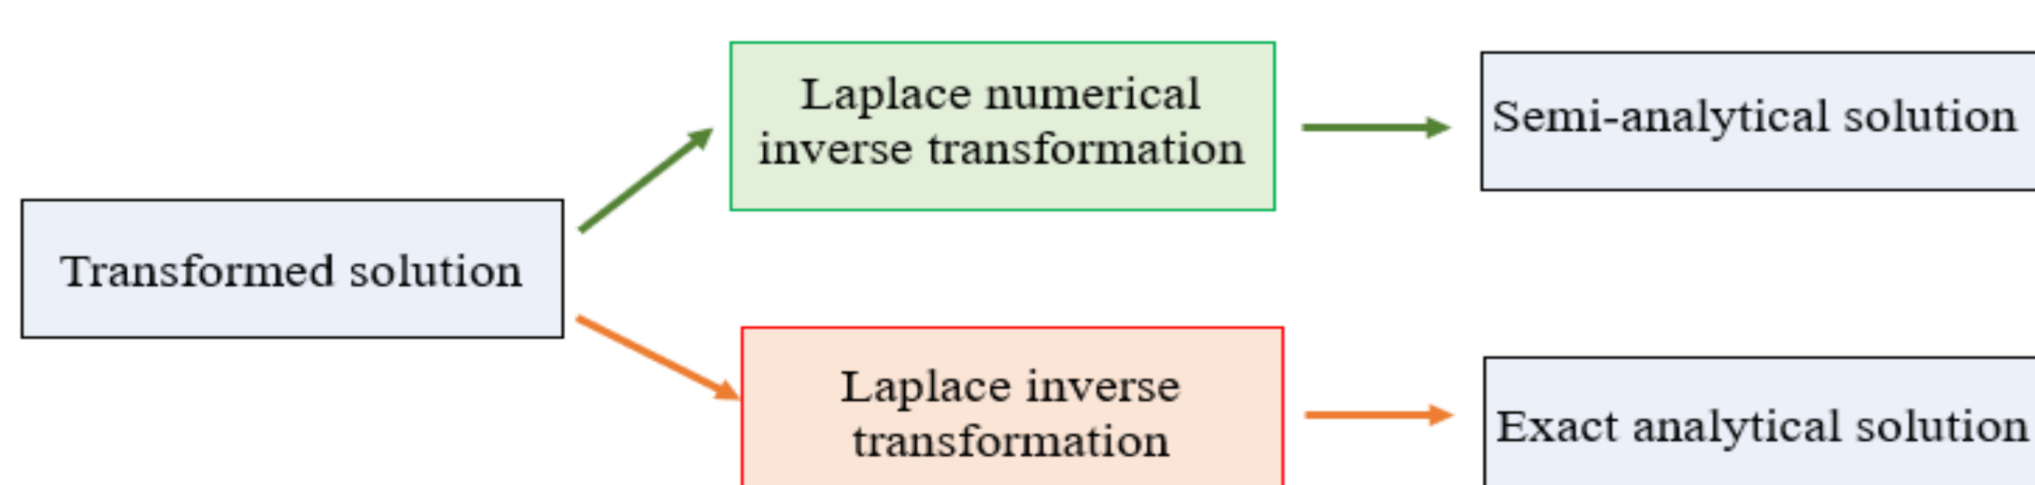 Laplace numerical
inverse transformation
Semi-analytical solution
Transformed solution
Laplace inverse
transformation
Exact analytical solution